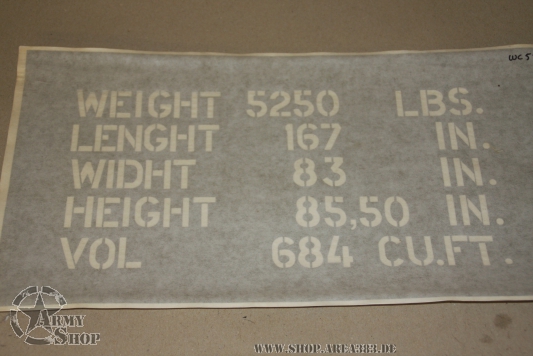 WC 5
WEIGHT 5250 LBS.
LENGHT 167 IN.
WIDHT 83 IN.
HEIGHT 85,50 IN.
VOL 684 CU.FT.
ARMY
SHOP
WWW.SHOP.AREA383.DE